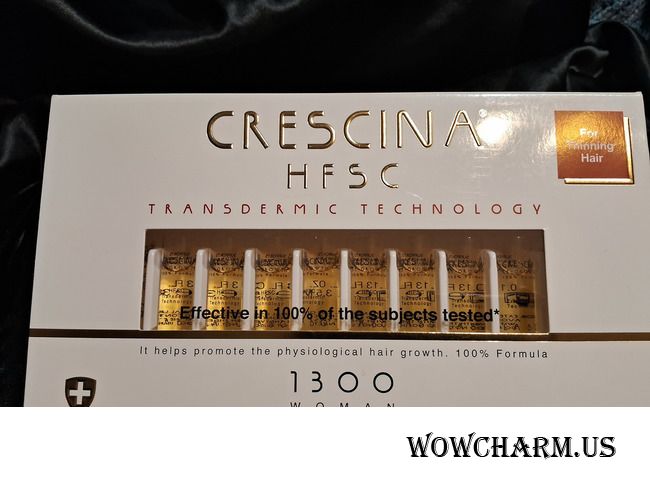 CRESCINA®
HFSC
TRANSDERMIC TECHNOLOGY
For
Thinning
Hair
Effective in 100% of the subjects tested*
It helps promote the physiological hair growth. 100% Formula
1300
WOMAN
WOWCHARM.US